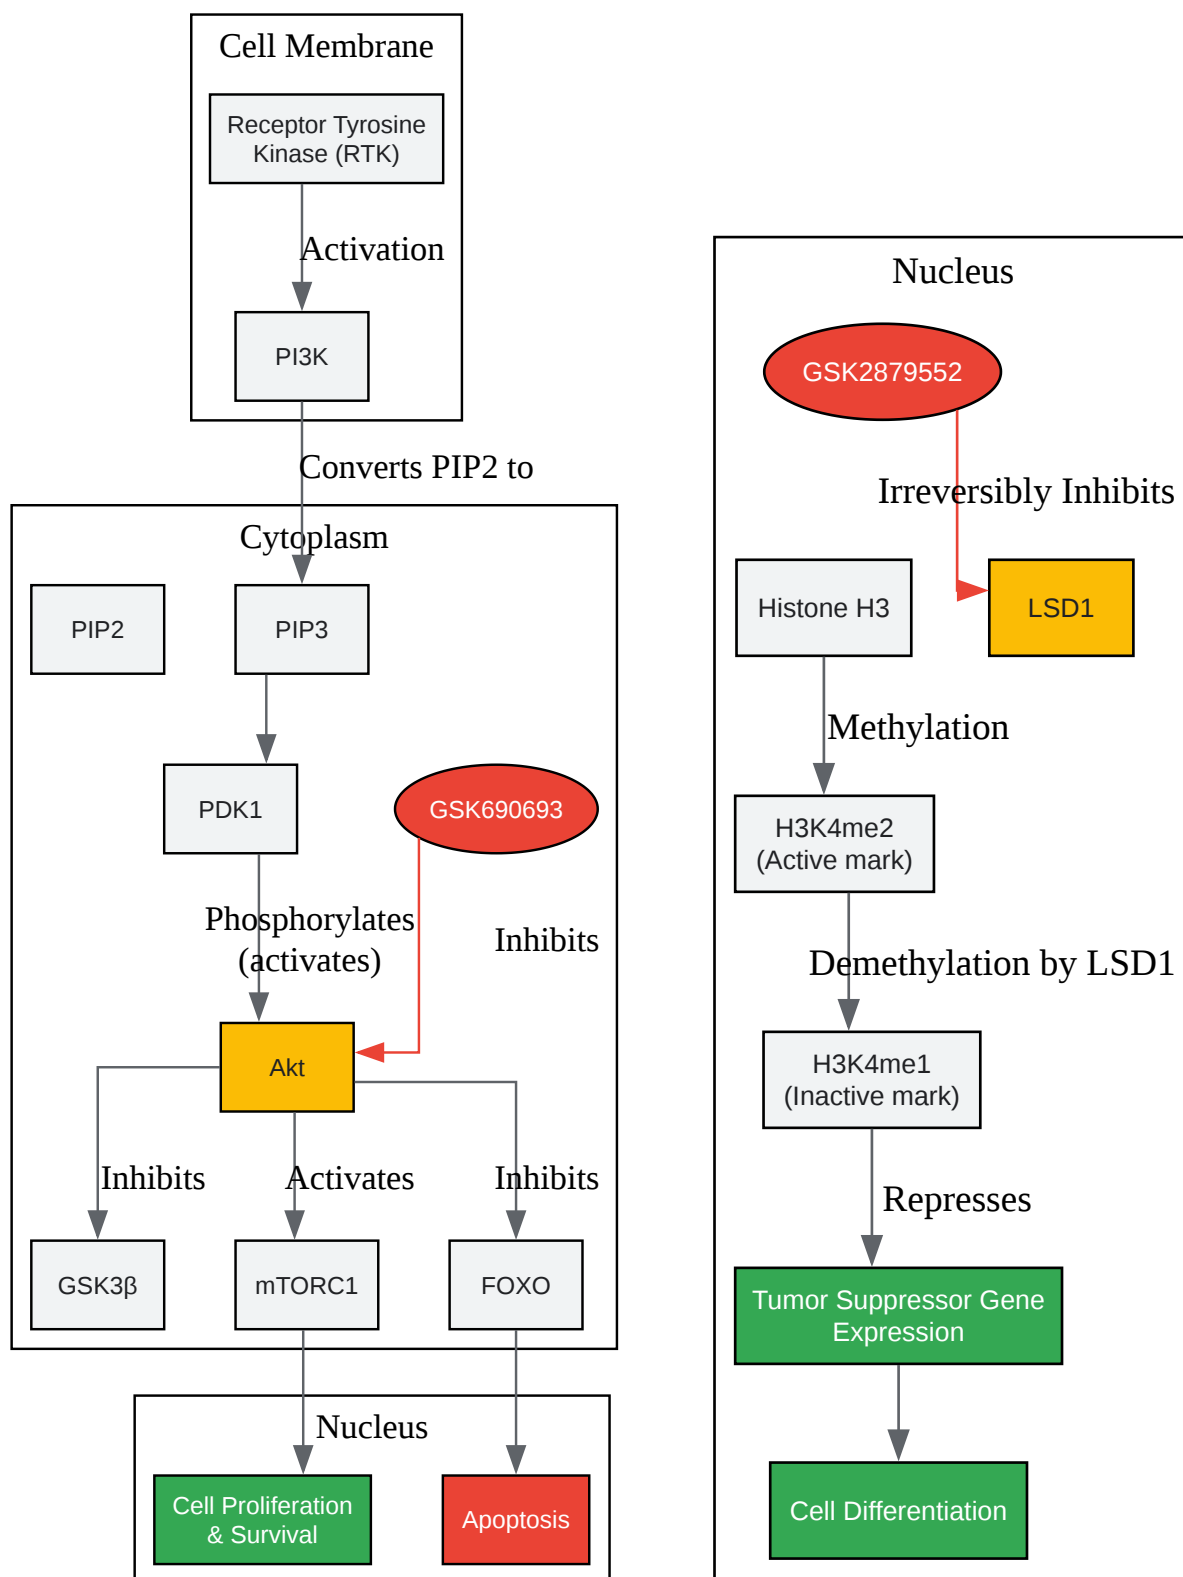 Cell Membrane
Receptor Tyrosine
Kinase (RTK)
Activation
PI3K
Converts PIP2 to
Cytoplasm
PIP2
PIP3
PDK1
GSK690693
Phosphorylates
(activates)
Inhibits
Akt
Inhibits
Activates
Inhibits
GSK3β
mTORC1
FOXO
Nucleus
Cell Proliferation
& Survival
Apoptosis
Nucleus
GSK2879552
Irreversibly Inhibits
Histone H3
LSD1
Methylation
H3K4me2
(Active mark)
Demethylation by LSD1
H3K4me1
(Inactive mark)
Represses
Tumor Suppressor Gene
Expression
Cell Differentiation